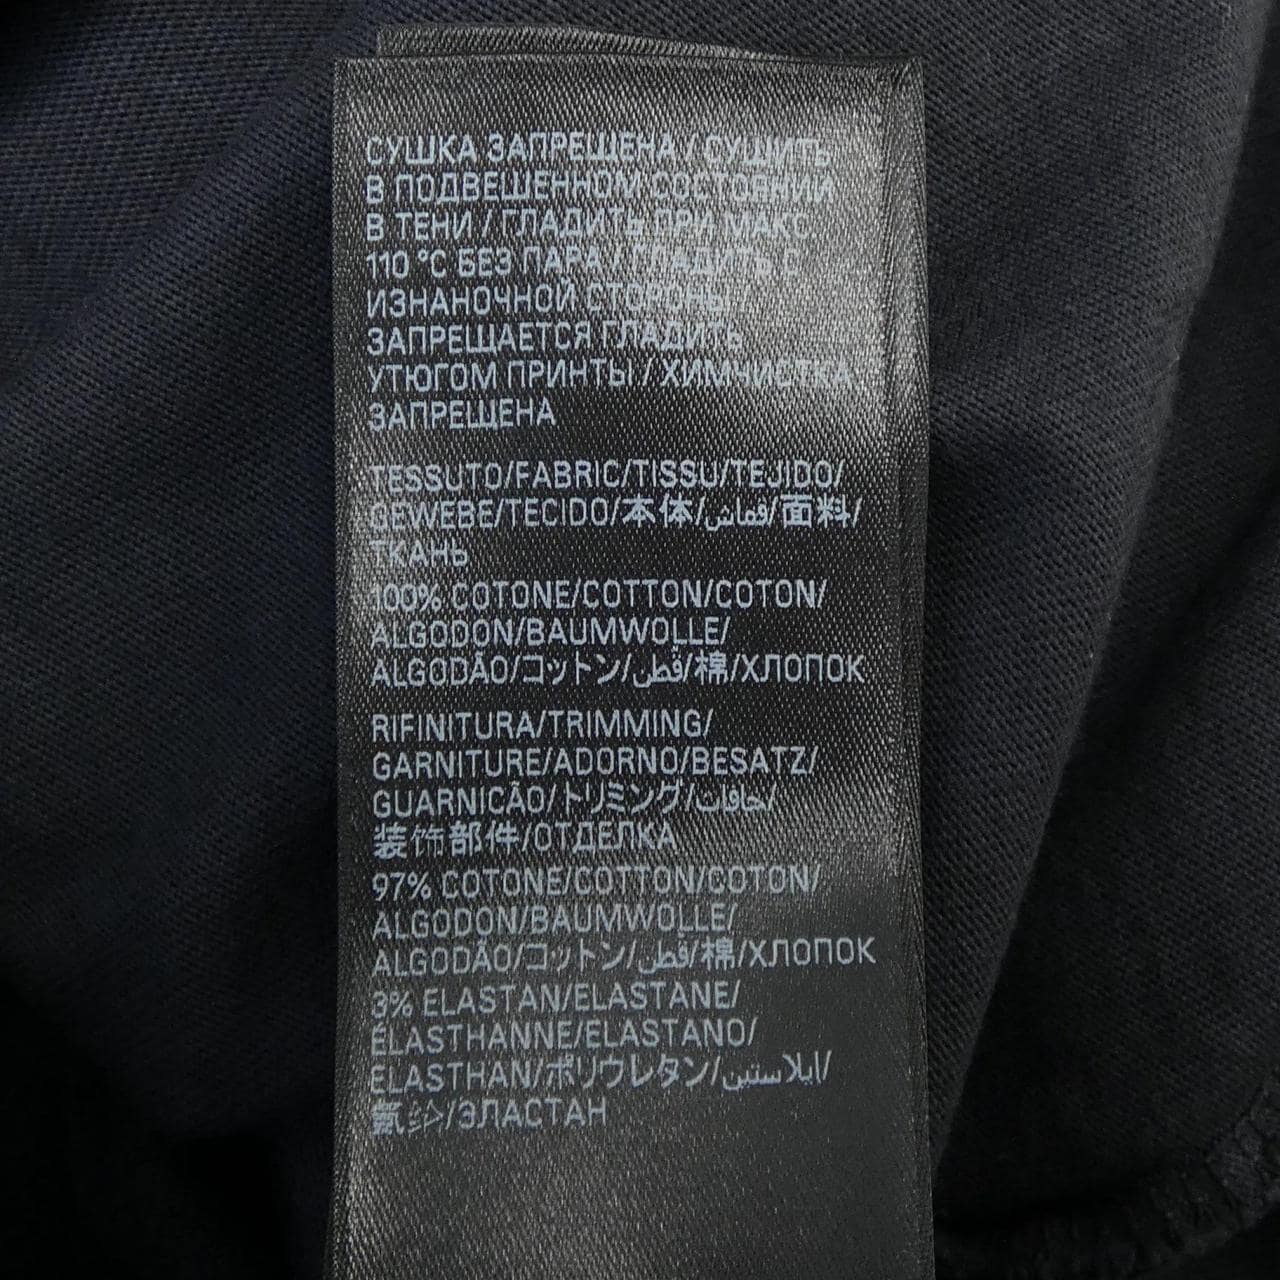 СУШКА ЗАПРЕЩЕНА / СУШИТЬ
В ПОДВЕШЕННОМ СОСТОЯНИИ
В ТЕНИ / ГЛАДИТЬ ПРИ МАКС.
110 °C БЕЗ ПАРА / ГЛАДИТЬ С
ИЗНАНОЧНОЙ СТОРОНЫ /
ЗАПРЕЩАЕТСЯ ГЛАДИТЬ
УТЮГОМ ПРИНТЫ / ХИМЧИСТКА
ЗАПРЕЩЕНА
TESSUTO/FABRIC/TISSU/TEJIDO/
GEWEBE/TECIDO/本体/قماش/面料/
ТКАНЬ
100% COTONE/COTTON/COTON/
ALGODON/BAUMWOLLE/
ALGODÃO/コットン/قطن/棉/ХЛОПОК
RIFINITURA/TRIMMING/
GARNITURE/ADORNO/BESATZ/
GUARNICÃO/トリミング/حافات/
装饰部件/ОТДЕЛКА
97% COTONE/COTTON/COTON/
ALGODON/BAUMWOLLE/
ALGODÃO/コットン/قطن/棉/ХЛОПОК
3% ELASTAN/ELASTANE/
ÉLASTHANNE/ELASTANO/
ELASTHAN/ポリウレタン/ايلاستين/
氨纶/ЭЛАСТАН